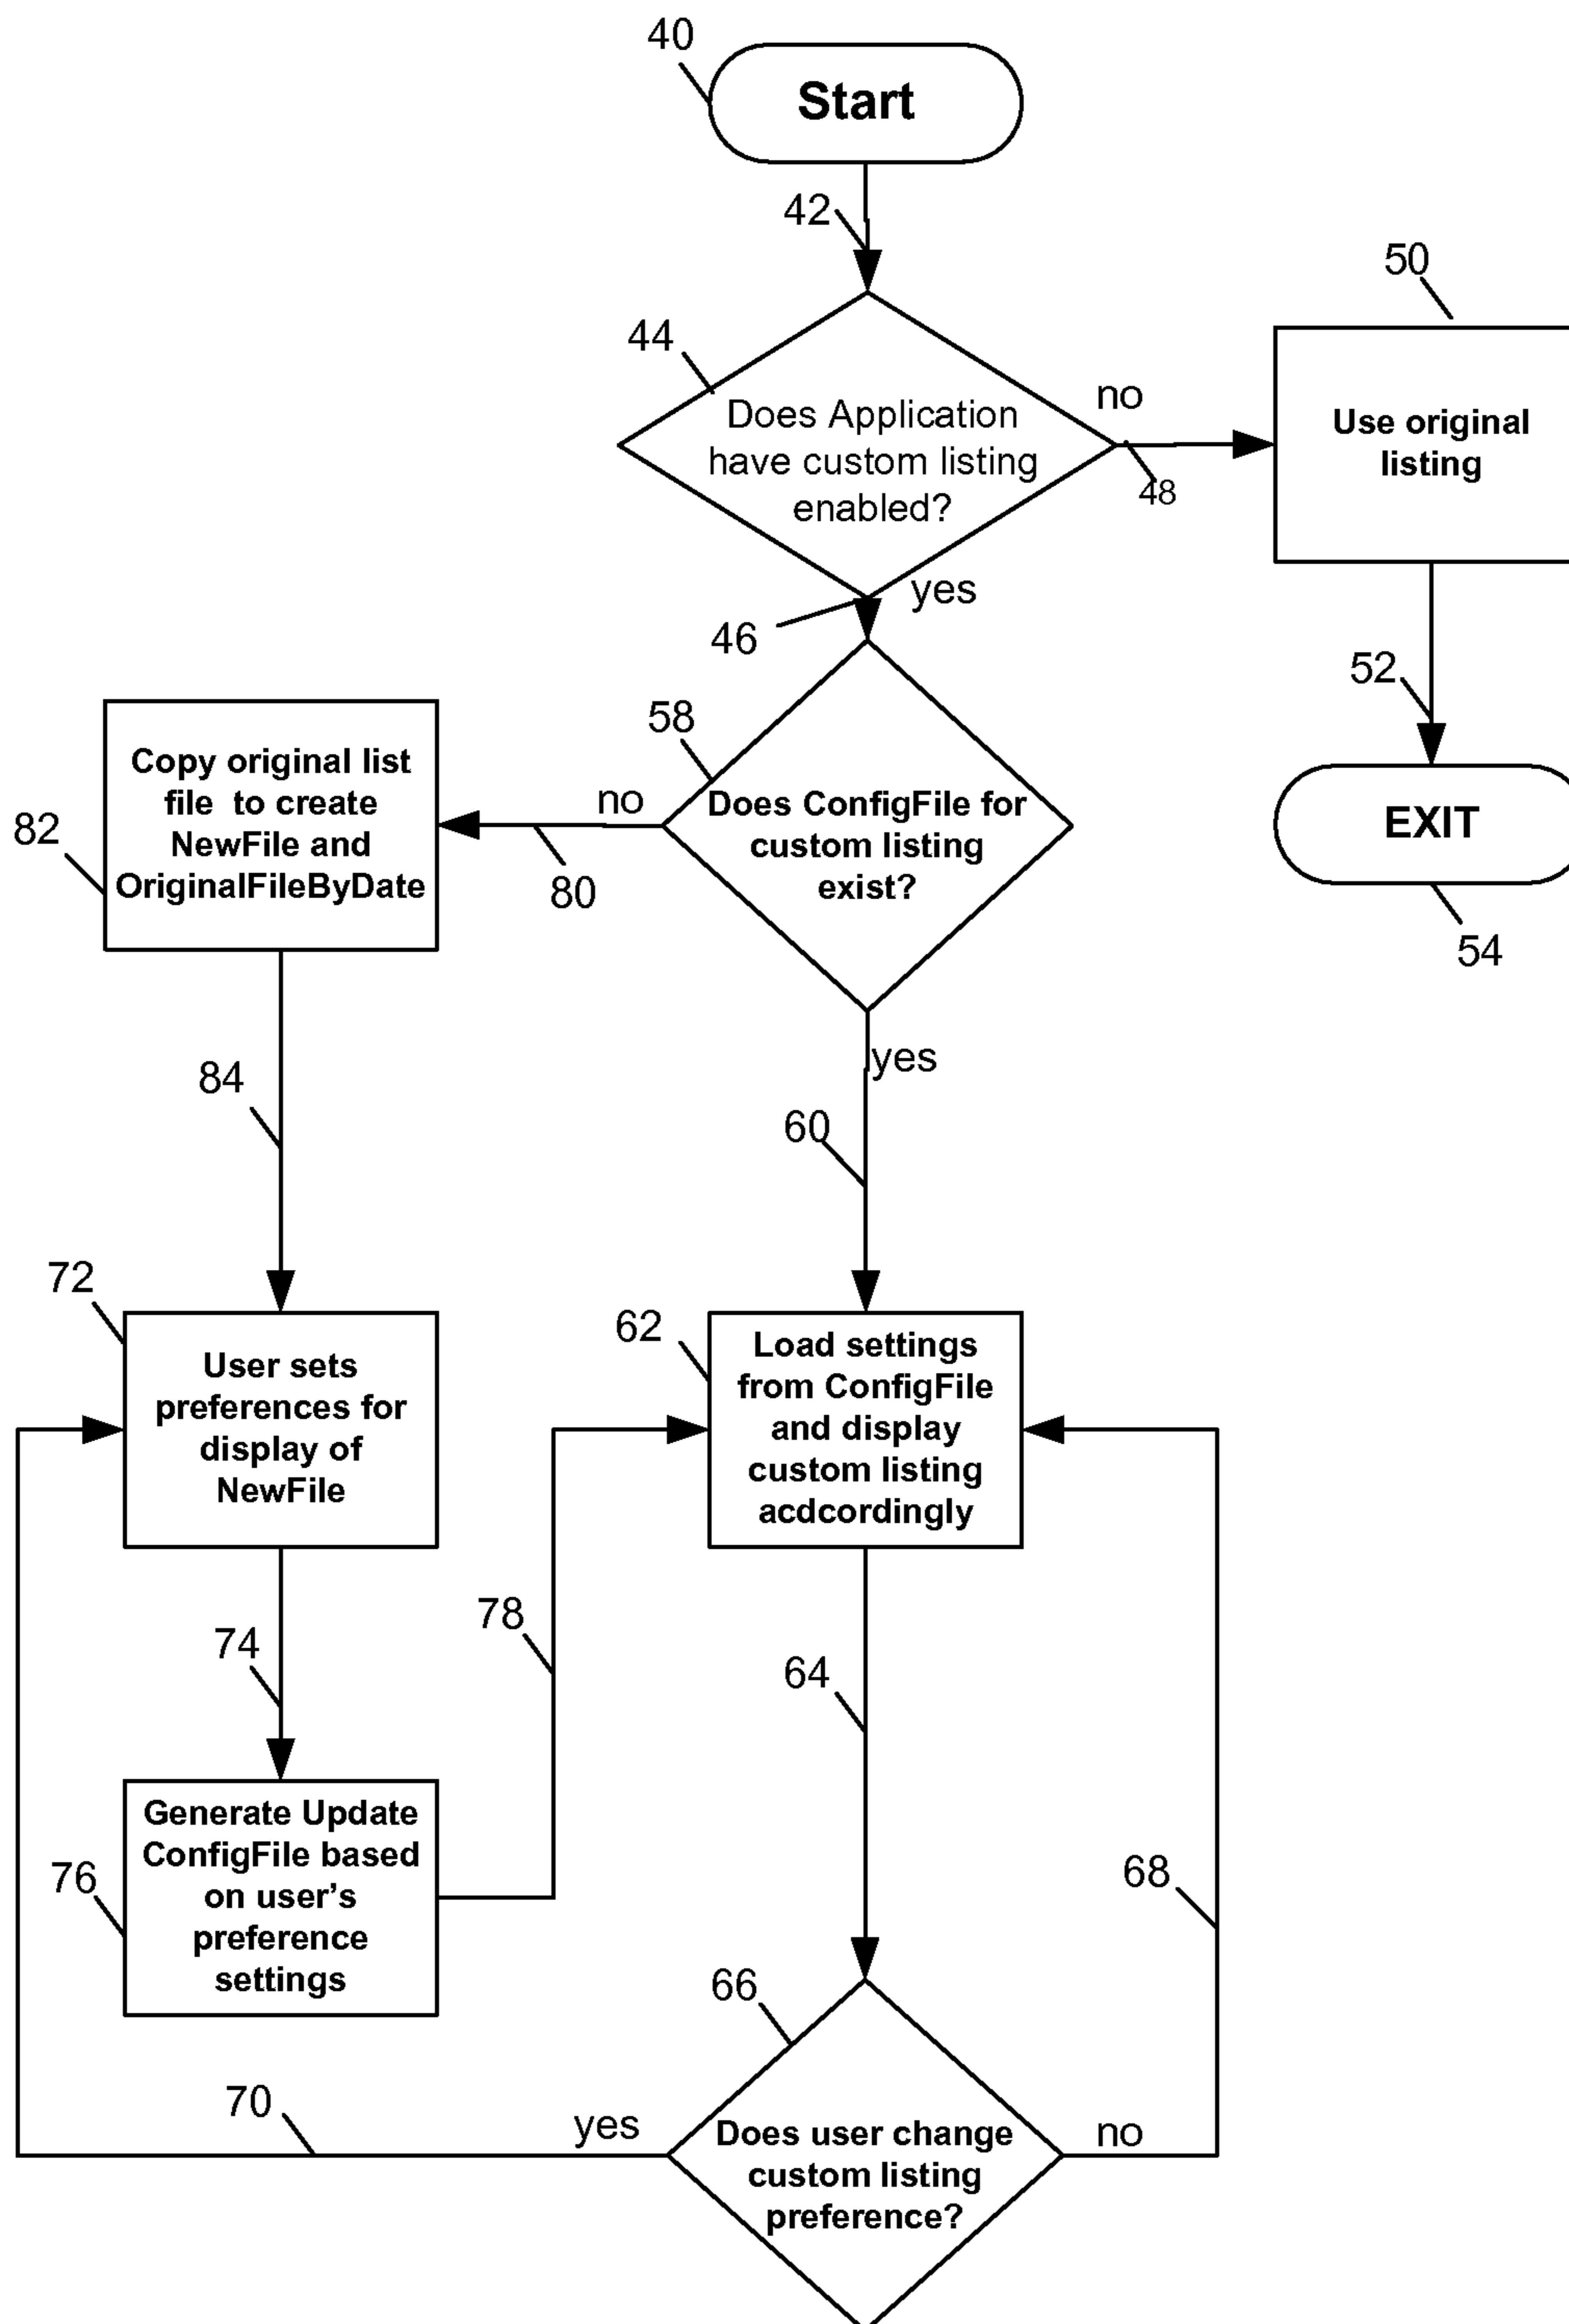 40
Start
42
50
44
Does Application
have custom listing
enabled?
no
48
Use original
listing
yes
46
52
58
Copy original list
file to create
NewFile and
OriginalFileByDate
82
no
80
Does ConfigFile for
custom listing
exist?
EXIT
54
yes
84
60
72
62
User sets
preferences for
display of
NewFile
Load settings
from ConfigFile
and display
custom listing
acdcordingly
74
78
64
Generate Update
ConfigFile based
on user's
preference
settings
76
68
66
70
yes
Does user change
custom listing
preference?
no